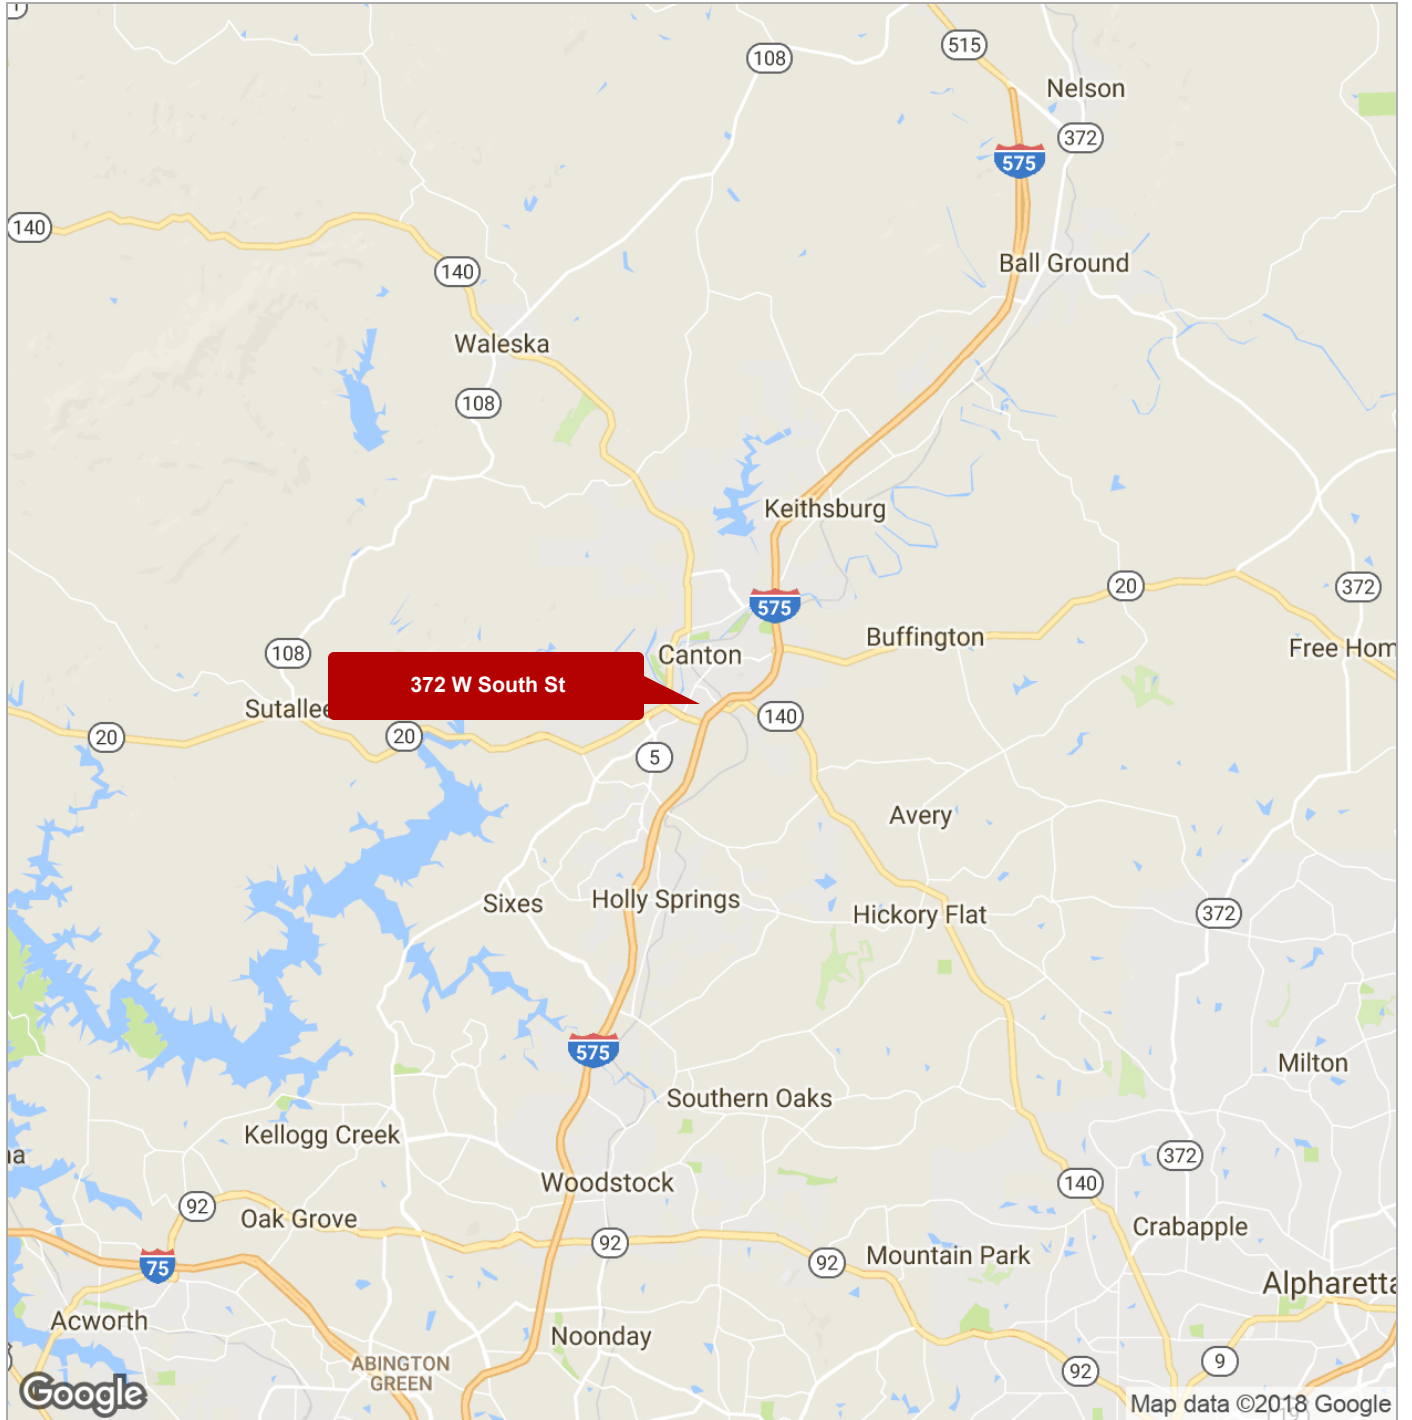 515
108
Nelson
372
575
140
Ball Ground
140
Waleska
108
Keithsburg
20
372
575
Buffington
Free Hom
108
Canton
372 W South St
Sutallee
140
20
20
5
Avery
Sixes
Holly Springs
372
Hickory Flat
575
Milton
Southern Oaks
Kellogg Creek
372
Woodstock
140
92
Oak Grove
Crabapple
92
Mountain Park
92
75
Alpharetta
Acworth
Noonday
ABINGTON
GREEN
9
92
Google
Map data ©2018 Google